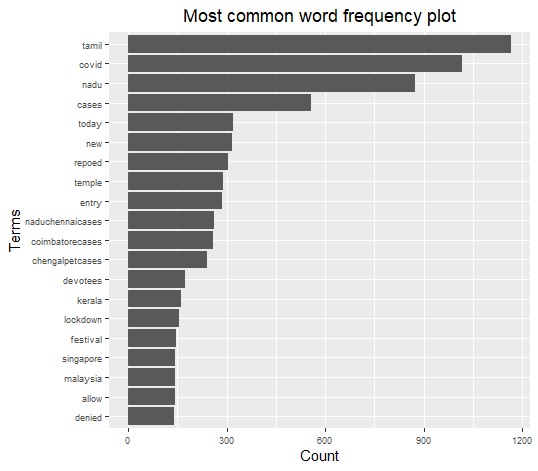 Most common word frequency plot
Terms
tamil
covid
nadu
cases
today
new
repoed
temple
entry
naduchennaicases
coimbatorecases
chengalpetcases
devotees
kerala
lockdown
festival
singapore
malaysia
allow
denied
0 300 600 900 1200
Count